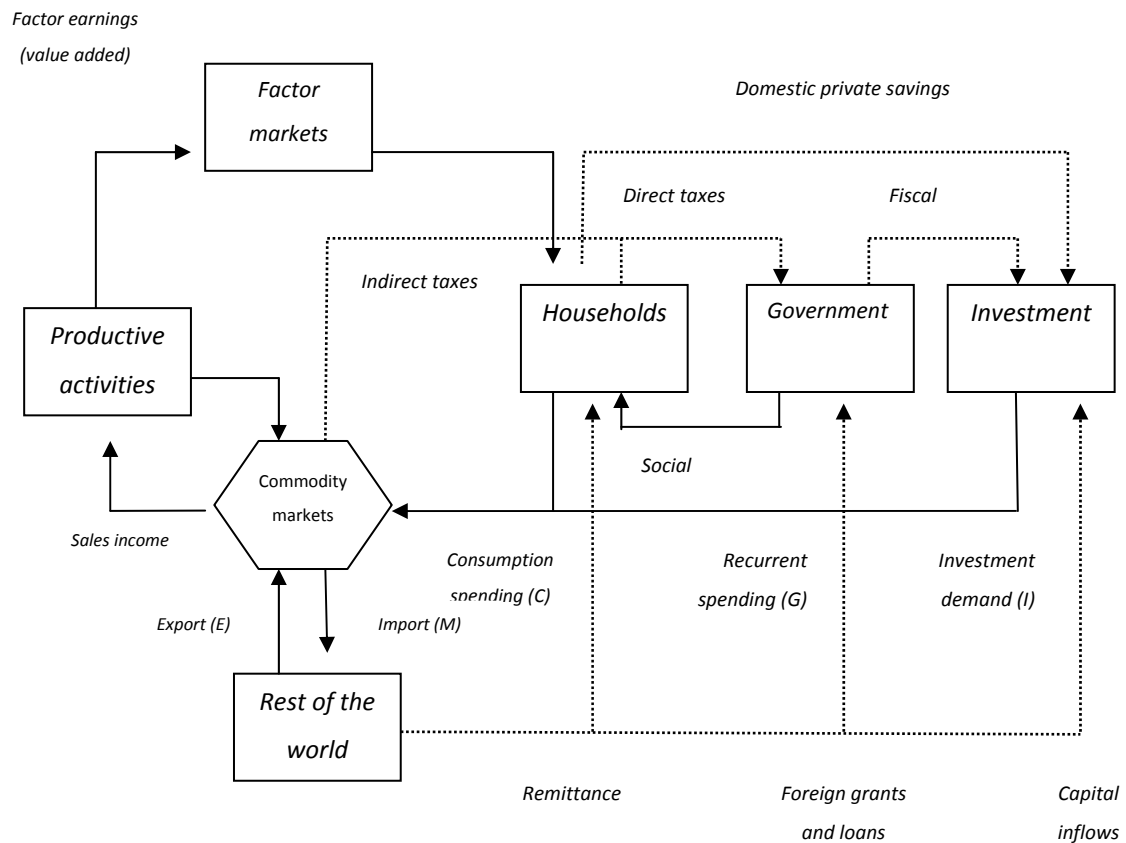 Factor earnings
(value added)
Factor
markets
Domestic private savings
Direct taxes
Fiscal
Indirect taxes
Households
Government
Investment
Productive
activities
Commodity
markets
Social
Sales income
Consumption
spending (C)
Recurrent
spending (G)
Investment
demand (I)
Export (E)
Import (M)
Rest of the
world
Remittance
Foreign grants
and loans
Capital
inflows